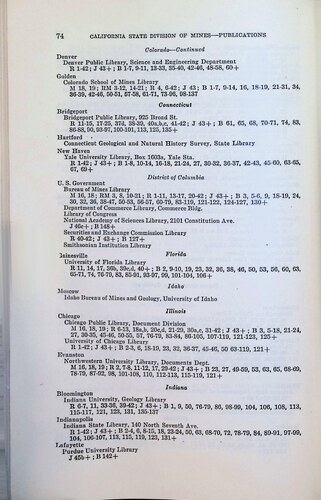 74 CALIFORNIA STATE DIVISION OF MINES—PUBLICATIONS
Colorado—Continued
Denver
Denver Public Library, Science and Engineering Department
R 1-42; J 43+; B 1-7, 9-11, 13-33, 35-40, 42-46, 48-58, 60+
Golden
Colorado School of Mines Library
M 18, 19; RM 3-12, 14-21; R 4, 6-42; J 43; B 1-7, 9-14, 16, 18-19, 21-31, 34,
36-39, 42-46, 50-51, 57-58, 61-71, 73-96, 98-137
Connecticut
Bridgeport
Bridgeport Public Library, 925 Broad St.
R 11-15, 17-25, 37d, 38-39, 40a,b,c, 41-42; J 43+; B 61, 65, 68, 70-71, 74, 83,
86-88, 90, 93-97, 100-101, 113, 125, 135+
Hartford
Connecticut Geological and Natural History Survey, State Library
New Haven
Yale University Library, Box 1603a, Yale Sta.
R 1-42; J 43+; B 1-8, 10-14, 16-18, 21-24, 27, 30-32, 36-37, 42-43, 45-60, 63-65,
67, 69+
District of Columbia
U. S. Government
Bureau of Mines Library
M 16, 18; RM 2, 8, 10-21; R 1-11, 13-17, 20-42; J 43+; B 3, 5-6, 9, 18-19, 24,
30, 32, 36, 38-47, 50-53, 56-57, 60-79, 83-119, 121-122, 124-127, 130+
Department of Commerce Library, Commerce Bldg.
Library of Congress
National Academy of Sciences Library, 2101 Constitution Ave.
J 46c+; B 148+
Securities and Exchange Commission Library
R 40-42; J 43+; B 127+
Smithsonian Institution Library
Florida
Gainesville
University of Florida Library
R 11, 14, 17, 36b, 39c,d, 40+; B 2, 9-10, 19, 23, 32, 36, 38, 46, 50, 53, 56, 60, 63,
65-71, 74, 76-79, 83, 85-91, 93-97, 99, 101, 104, 106+
Idaho
Moscow
Idaho Bureau of Mines and Geology, University of Idaho
Illinois
Chicago
Chicago Public Library, Document Division
M 16, 18, 19; R 6-13, 18a,b, 20c,d, 21-29, 30a,c, 31-42; J 43+; B 3, 5-18, 21-24,
27, 30-35, 45-46, 50-55, 57, 76-79, 83-84, 86-105, 107-119, 121-123, 125+
University of Chicago Library
R 1-42; J 43+; B 2-3, 6, 18-19, 23, 32, 36-37, 45-46, 50 63-119, 121+
Evanston
Northwestern University Library, Documents Dept.
M 16, 18, 19; R 2, 7-8, 11-12, 17, 29-42; J 43+; B 23, 27, 49-59, 53, 63, 65, 68-69,
78-79, 87-92, 98, 101-108, 110, 112-113, 115-119, 121+
Indiana
Bloomington
Indiana University, Geology Library
R 6-7, 11, 33-38, 39-42; J 43+; B 1, 9, 50, 76-79, 86, 98-99, 104, 106, 108, 113,
115-117, 121, 123, 131, 135-137
Indianapolis
Indiana State Library, 140 North Seventh Ave.
R 1-42; J 43+; B 2-4, 6, 8-15, 18, 23-24, 50, 63, 68-70, 72, 78-79, 84, 89-91, 97-99,
104, 106-107, 113, 115, 119, 123, 131+
Lafayette
Purdue University Library
J 45b+; B 142+